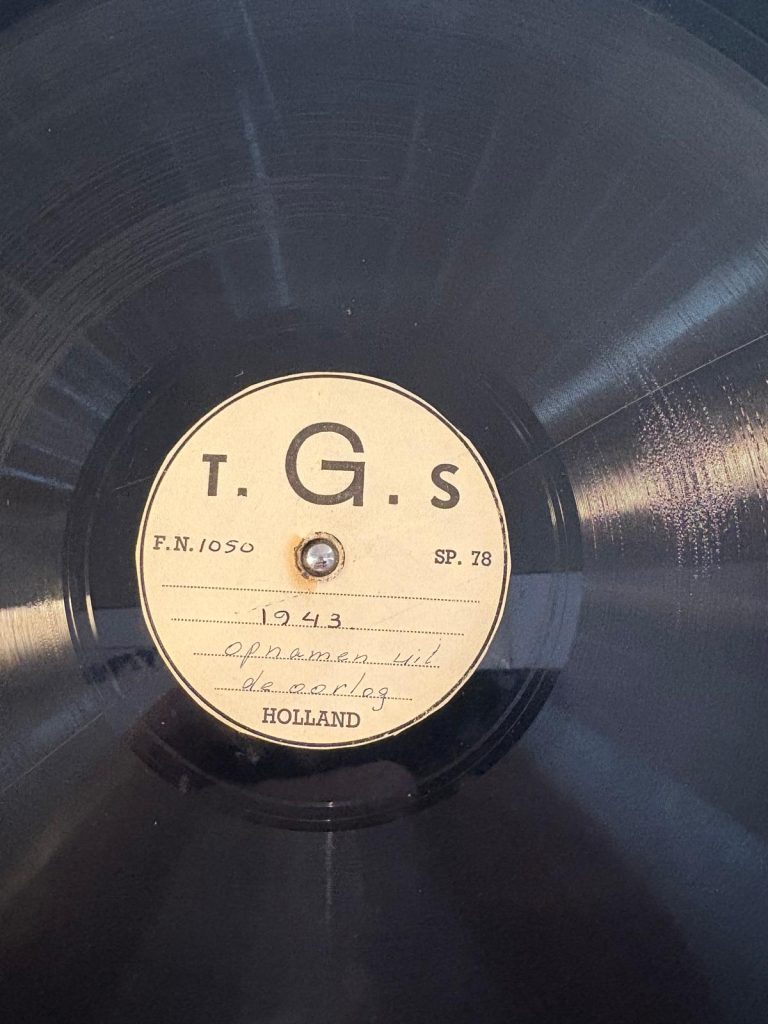 T. G. S
F.N. 1050 SP. 78
1943.
opnamen uit
de oorlog
HOLLAND